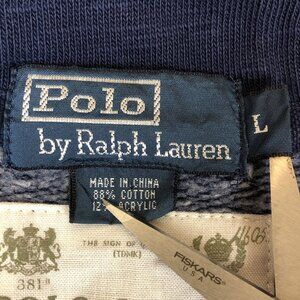 Polo
by Ralph Lauren
L
MADE IN CHINA
88% COTTON
12% ACRYLIC
THE SIGN OF
(TDMK)
381"
FISKARS®
USA